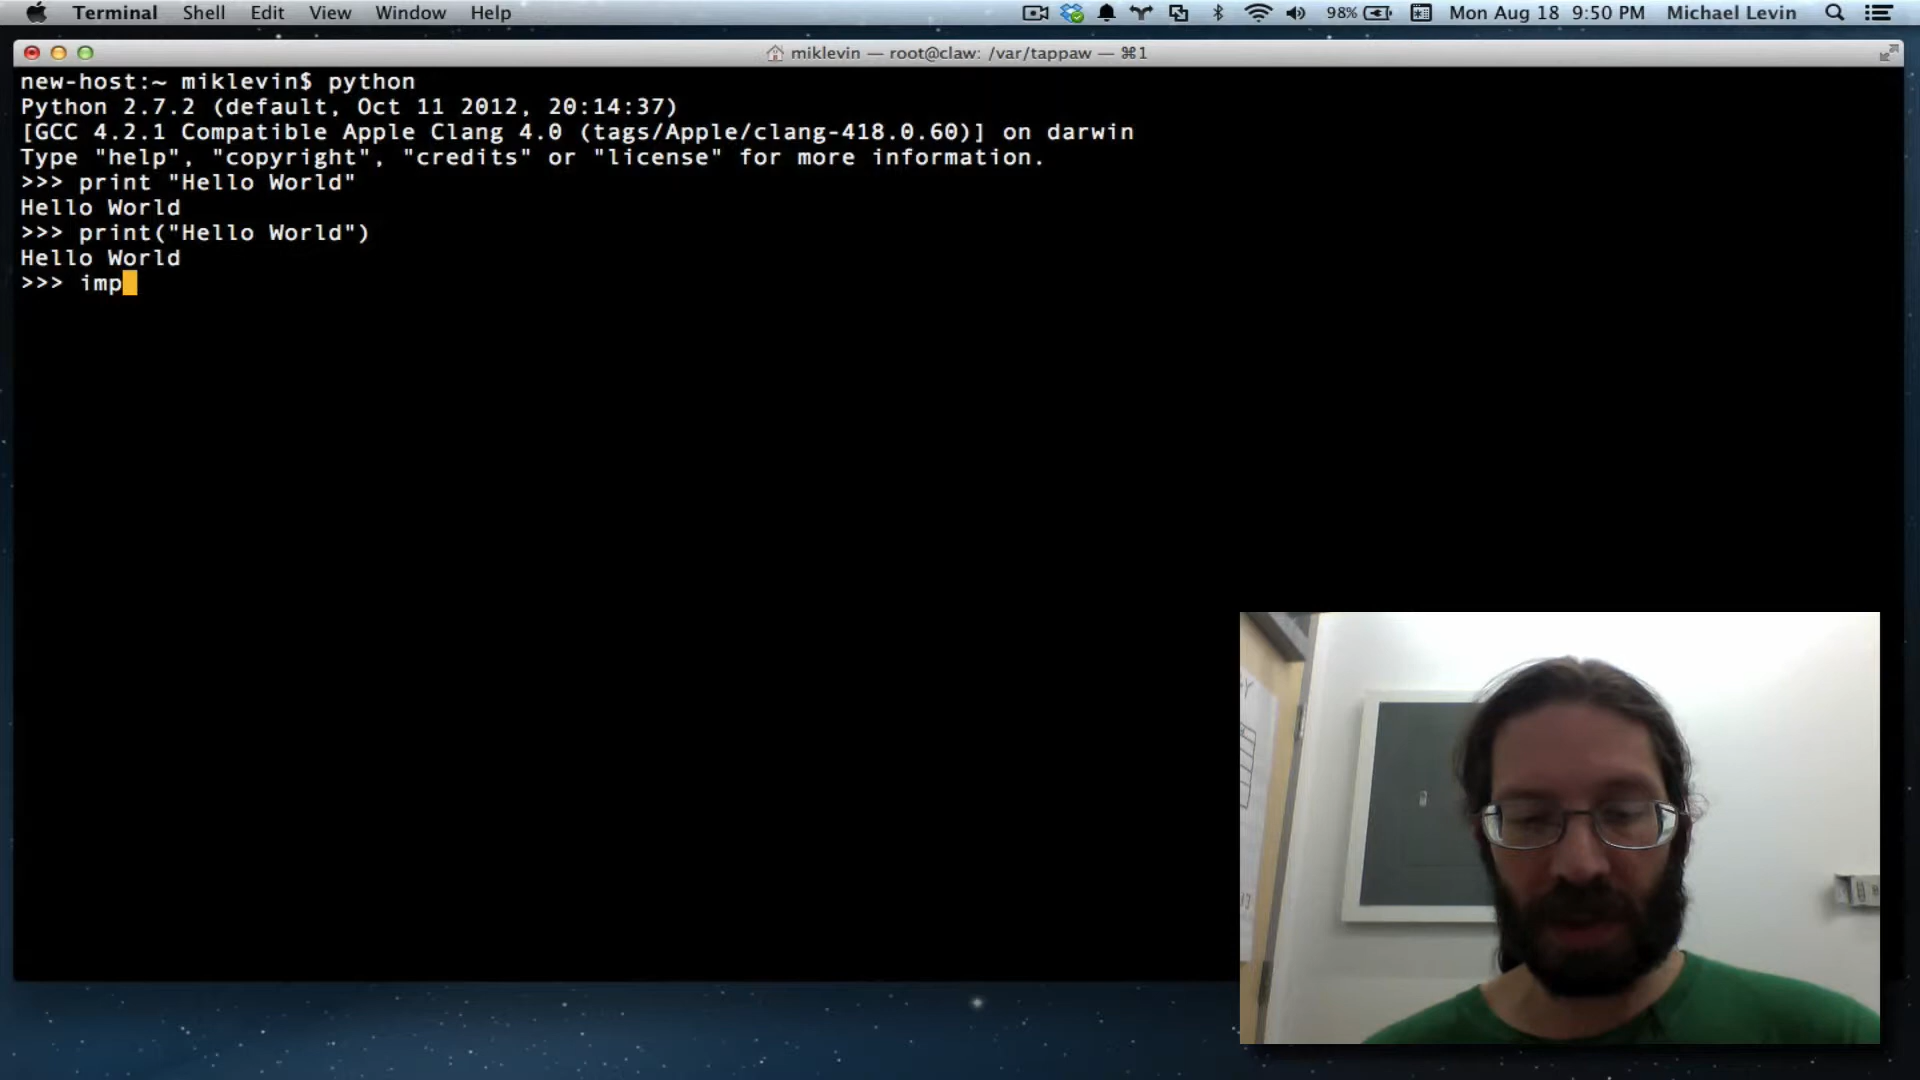 Terminal Shell Edit View Window Help 98% Mon Aug 18 9:50 PM Michael Levin
miklevin — root@claw: /var/tappaw — ⌘1
new-host:~ miklevin$ python
Python 2.7.2 (default, Oct 11 2012, 20:14:37)
[GCC 4.2.1 Compatible Apple Clang 4.0 (tags/Apple/clang-418.0.60)] on darwin
Type "help", "copyright", "credits" or "license" for more information.
>>> print "Hello World"
Hello World
>>> print("Hello World")
Hello World
>>> imp